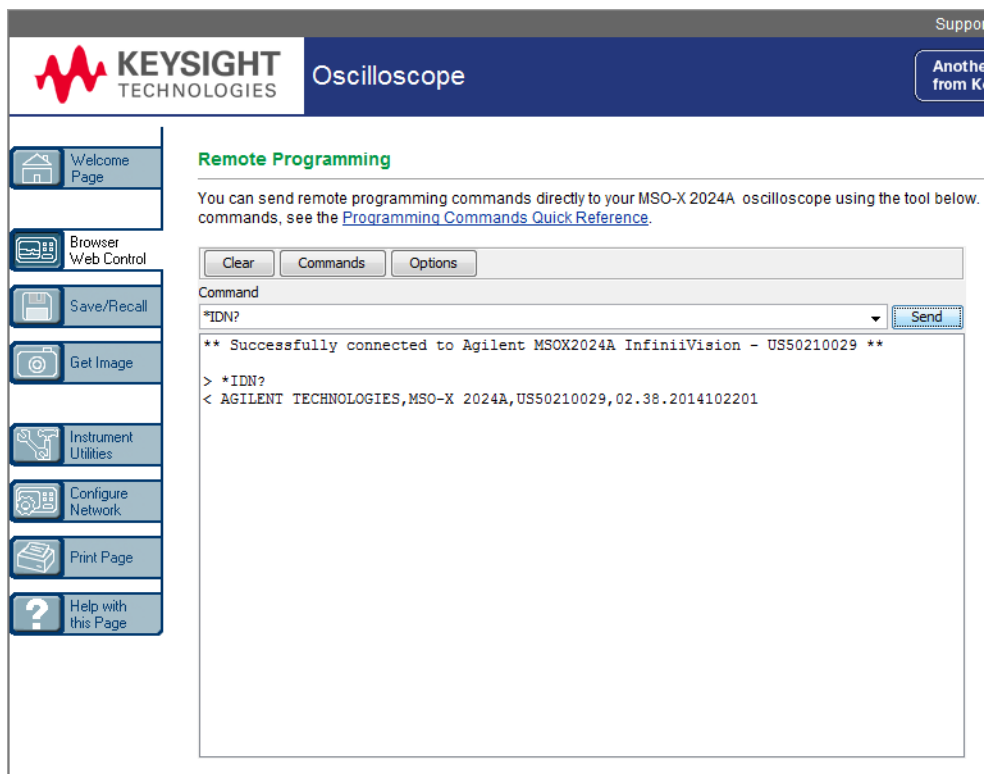 Suppor
KEYSIGHT
TECHNOLOGIES
Oscilloscope
Anothe
from Ke
Welcome
Page
Browser
Web Control
Save/Recall
Get Image
Instrument
Utilities
Configure
Network
Print Page
Help with
this Page
Remote Programming
You can send remote programming commands directly to your MSO-X 2024A oscilloscope using the tool below.
commands, see the Programming Commands Quick Reference.
Clear Commands Options
Command
*IDN? Send
** Successfully connected to Agilent MSOX2024A InfiniiVision - US50210029 **
> *IDN?
< AGILENT TECHNOLOGIES,MSO-X 2024A,US50210029,02.38.2014102201